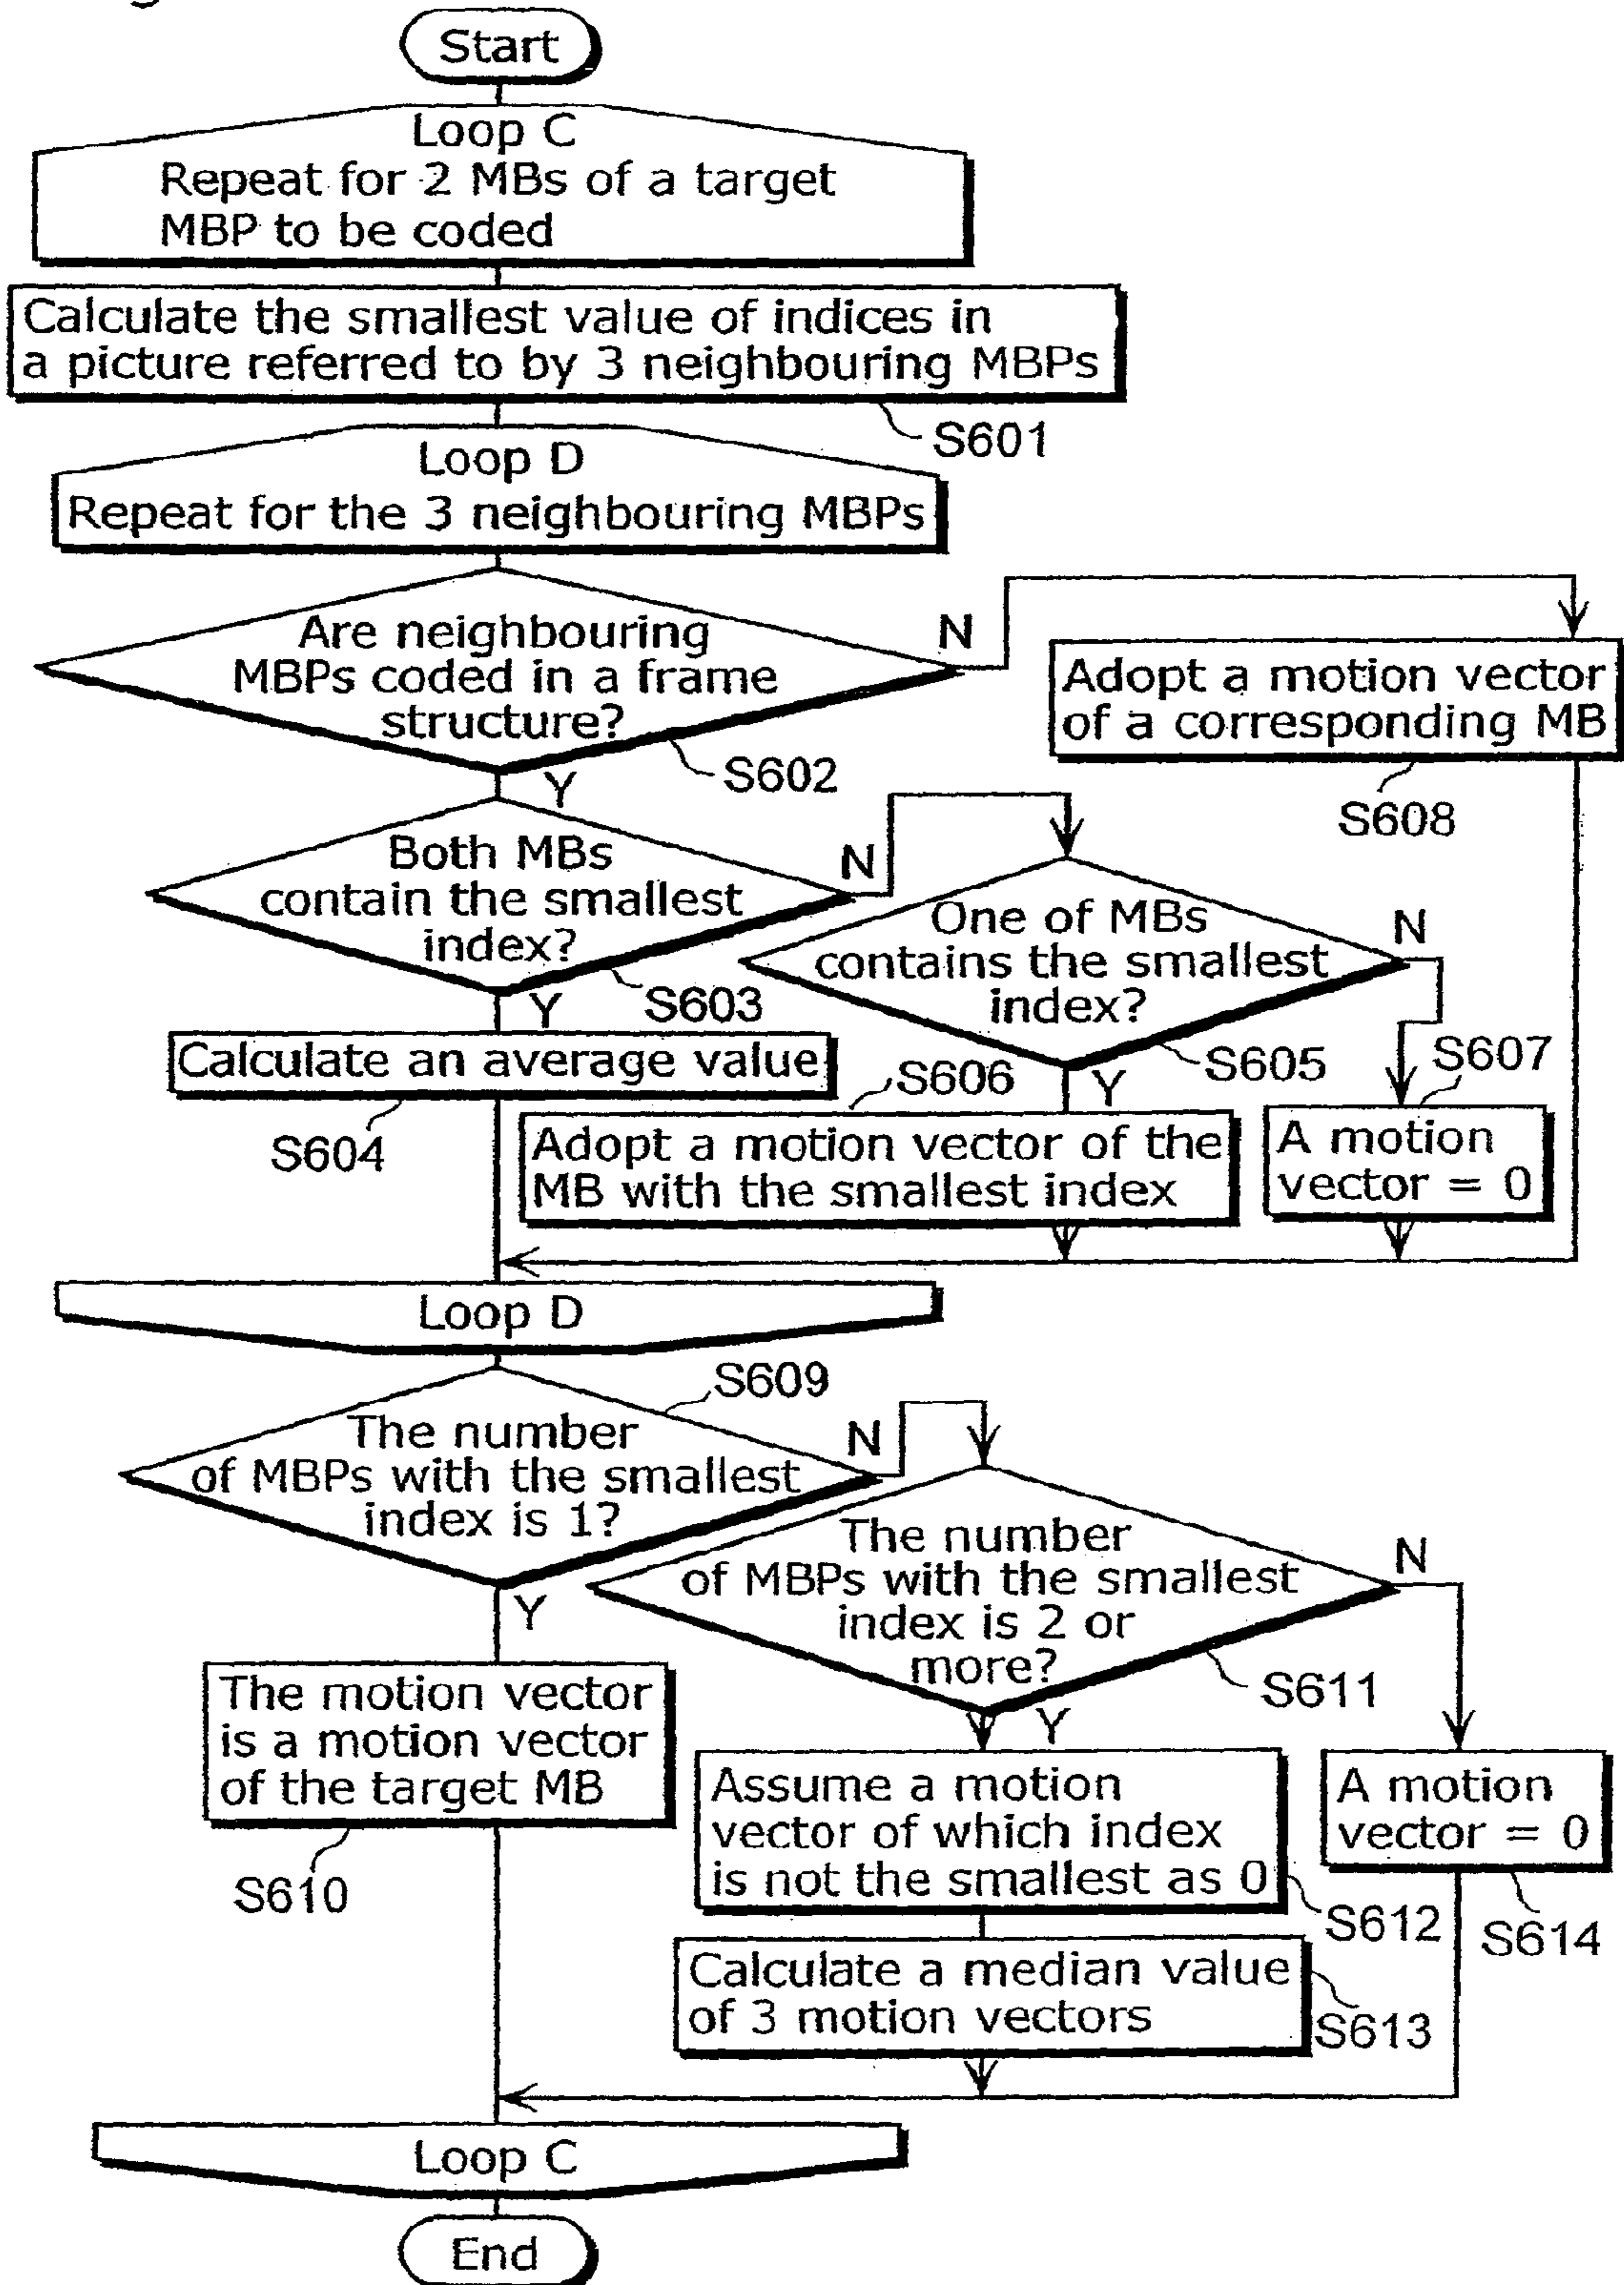 Start
Loop C
Repeat for 2 MBs of a target
MBP to be coded
Calculate the smallest value of indices in
a picture referred to by 3 neighbouring MBPs
S601
Loop D
Repeat for the 3 neighbouring MBPs
Are neighbouring
MBPs coded in a frame
structure?
N
Y
S602
Adopt a motion vector
of a corresponding MB
S608
Both MBs
contain the smallest
index?
N
Y
S603
One of MBs
contains the smallest
index?
N
Y
S605
Calculate an average value
S604
S606
Adopt a motion vector of the
MB with the smallest index
S607
A motion
vector = 0
Loop D
S609
The number
of MBPs with the smallest
index is 1?
N
Y
The number
of MBPs with the smallest
index is 2 or
more?
N
Y
S611
The motion vector
is a motion vector
of the target MB
S610
Assume a motion
vector of which index
is not the smallest as 0
S612
A motion
vector = 0
S614
Calculate a median value
of 3 motion vectors
S613
Loop C
End